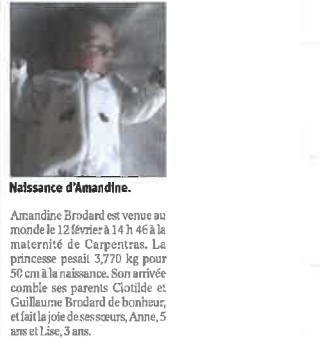 Naissance d'Amandine.
Amandine Brodard est venue au
monde le 12 février à 14 h 46 à la
maternité de Carpentras. La
princesse pesait 3,770 kg pour
50 cm à la naissance. Son arrivée
comble ses parents Clotilde et
Guillaume Brodard de bonheur,
et fait la joie de ses sœurs, Anne, 5
ans et Lise, 3 ans.